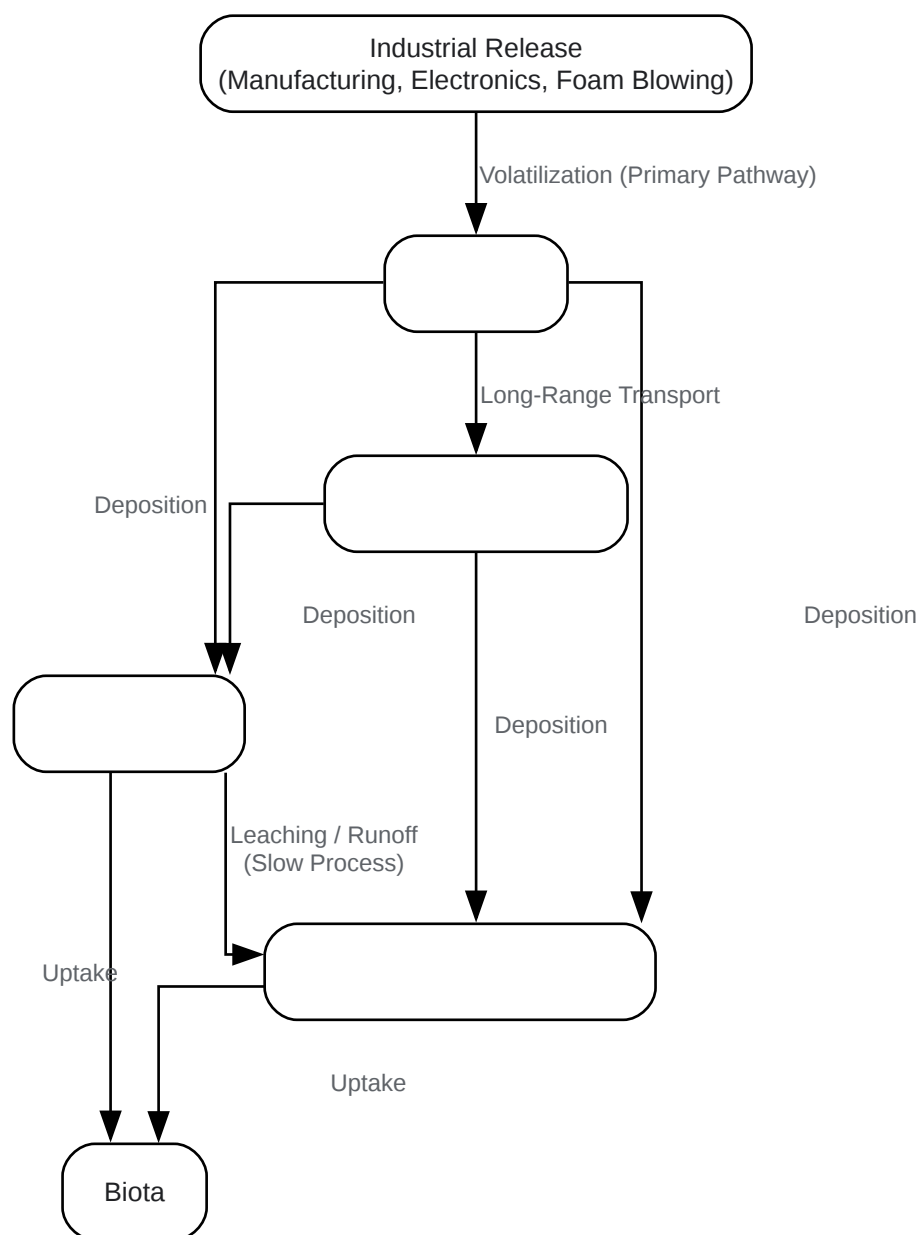 Industrial Release
(Manufacturing, Electronics, Foam Blowing)
Volatilization (Primary Pathway)
Long-Range Transport
Deposition
Deposition
Deposition
Deposition
Leaching / Runoff
(Slow Process)
Uptake
Uptake
Biota